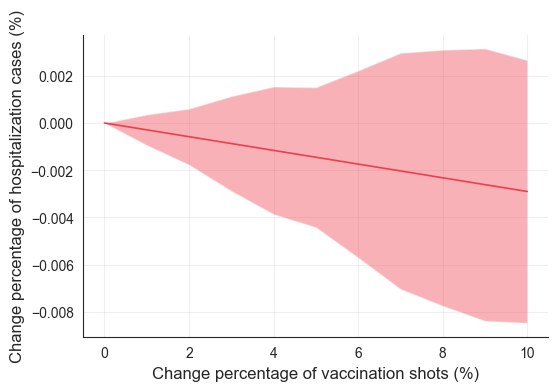 Change percentage of hospitalization cases (%)
0.002
0.000
−0.002
−0.004
−0.006
−0.008
0 2 4 6 8 10
Change percentage of vaccination shots (%)